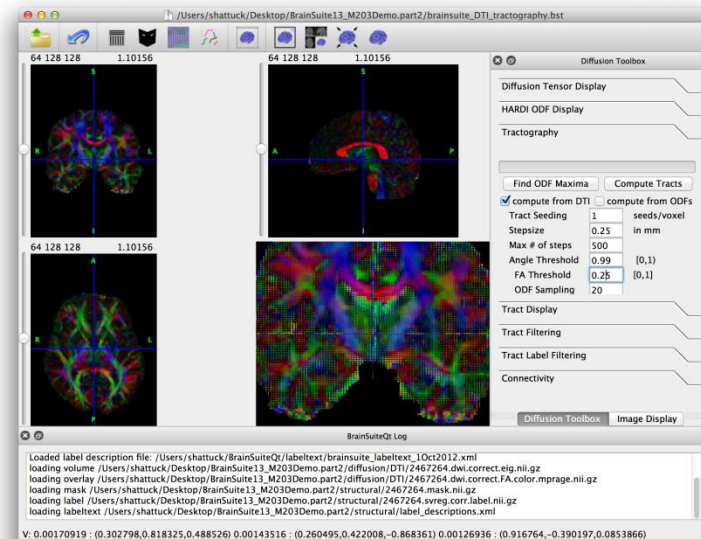 /Users/shattuck/Desktop/BrainSuite13_M203Demo.part2/brainsuite_DTI_tractography.bst
64 128 128 1.10156
S
R L
I
64 128 128 1.10156
S
A P
I
64 128 128 1.10156
A
R L
P
Diffusion Toolbox
Diffusion Tensor Display
HARDI ODF Display
Tractography
Find ODF Maxima Compute Tracts
compute from DTI compute from ODFs
Tract Seeding 1 seeds/voxel
Stepsize 0.25 in mm
Max # of steps 500
Angle Threshold 0.99 [0,1)
FA Threshold 0.25 [0,1]
ODF Sampling 20
Tract Display
Tract Filtering
Tract Label Filtering
Connectivity
Diffusion Toolbox Image Display
BrainSuiteQt Log
Loaded label description file: /Users/shattuck/BrainSuiteQt/labeltext/brainsuite_labeltext_1Oct2012.xml
loading volume /Users/shattuck/Desktop/BrainSuite13_M203Demo.part2/diffusion/DTI/2467264.dwi.correct.eig.nii.gz
loading overlay /Users/shattuck/Desktop/BrainSuite13_M203Demo.part2/diffusion/DTI/2467264.dwi.correct.FA.color.mprage.nii.gz
loading mask /Users/shattuck/Desktop/BrainSuite13_M203Demo.part2/structural/2467264.mask.nii.gz
loading label /Users/shattuck/Desktop/BrainSuite13_M203Demo.part2/structural/2467264.svreg.corr.label.nii.gz
loading labeltext /Users/shattuck/Desktop/BrainSuite13_M203Demo.part2/structural/label_descriptions.xml
V: 0.00170919 : (0.302798,0.818325,0.488526) 0.00143516 : (0.260495,0.422008,-0.868361) 0.00126936 : (0.916764,-0.390197,0.0853866)